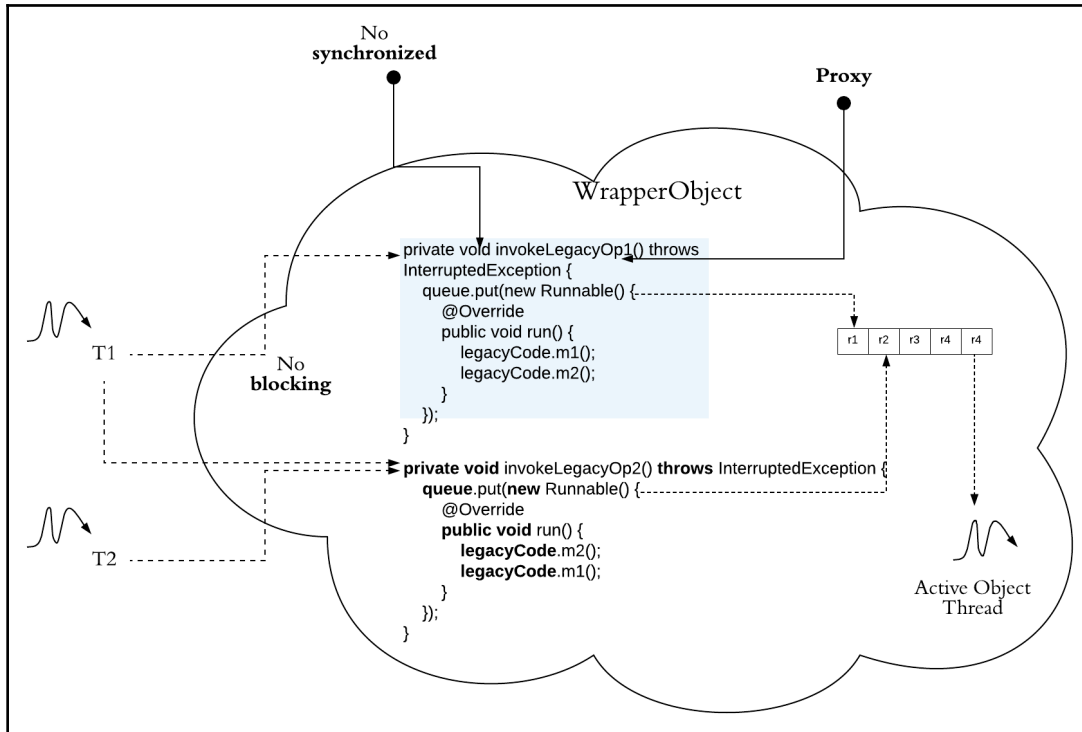 No
synchronized
Proxy
WrapperObject
private void invokeLegacyOp1() throws
InterruptedException {
queue.put(new Runnable() {
@Override
public void run() {
legacyCode.m1();
legacyCode.m2();
}
});
}
T1
No
blocking
r1 r2 r3 r4 r4
private void invokeLegacyOp2() throws InterruptedException {
queue.put(new Runnable() {
@Override
public void run() {
legacyCode.m2();
legacyCode.m1();
}
});
}
T2
Active Object
Thread